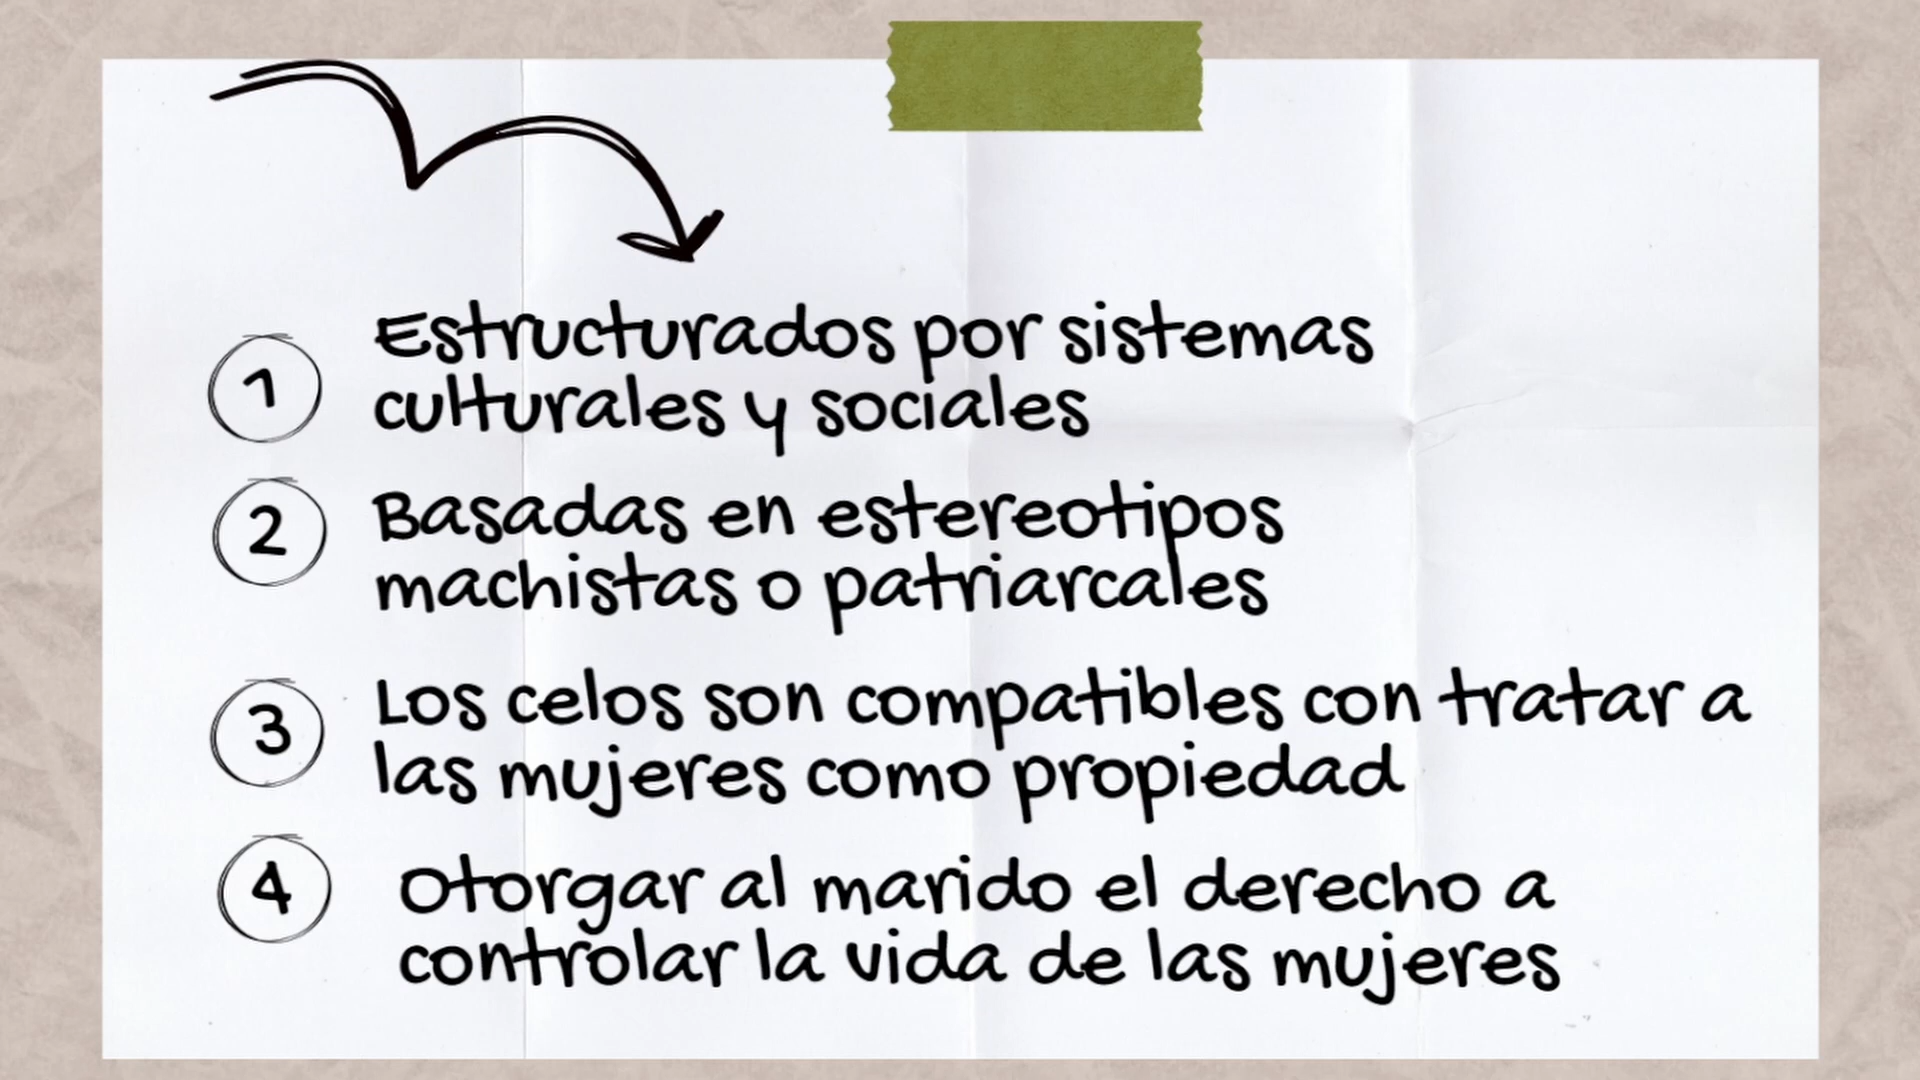 1
Estructurados por sistemas
culturales y sociales
2
Basadas en estereotipos
machistas o patriarcales
3
Los celos son compatibles con tratar a
las mujeres como propiedad
4
Otorgar al marido el derecho a
controlar la vida de las mujeres